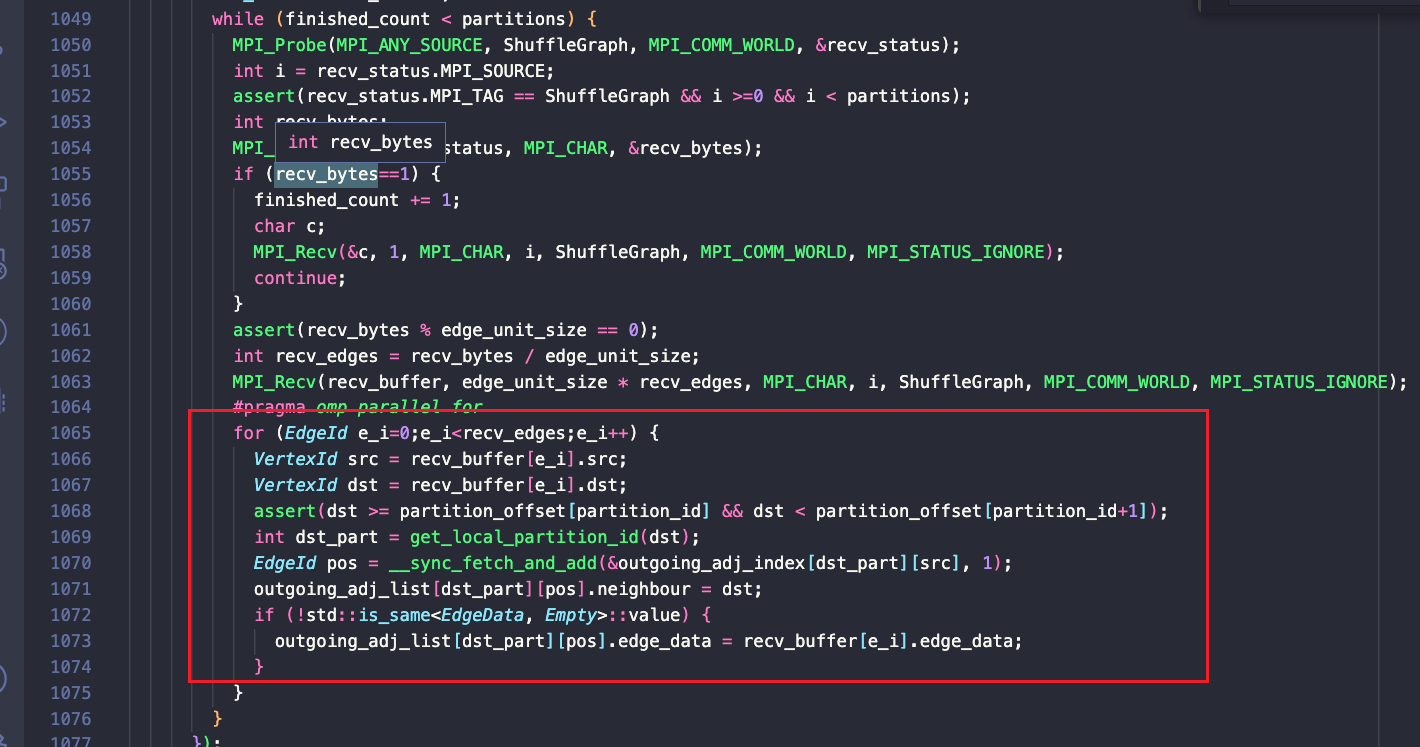 1049 while (finished_count < partitions) {
1050 MPI_Probe(MPI_ANY_SOURCE, ShuffleGraph, MPI_COMM_WORLD, &recv_status);
1051 int i = recv_status.MPI_SOURCE;
1052 assert(recv_status.MPI_TAG == ShuffleGraph && i >=0 && i < partitions);
1053 int recv_bytes;
int recv_bytes
1054 MPI_ status, MPI_CHAR, &recv_bytes);
1055 if (recv_bytes==1) {
1056 finished_count += 1;
1057 char c;
1058 MPI_Recv(&c, 1, MPI_CHAR, i, ShuffleGraph, MPI_COMM_WORLD, MPI_STATUS_IGNORE);
1059 continue;
1060 }
1061 assert(recv_bytes % edge_unit_size == 0);
1062 int recv_edges = recv_bytes / edge_unit_size;
1063 MPI_Recv(recv_buffer, edge_unit_size * recv_edges, MPI_CHAR, i, ShuffleGraph, MPI_COMM_WORLD, MPI_STATUS_IGNORE);
1064 #pragma omp parallel for
1065 for (EdgeId e_i=0;e_i<recv_edges;e_i++) {
1066 VertexId src = recv_buffer[e_i].src;
1067 VertexId dst = recv_buffer[e_i].dst;
1068 assert(dst >= partition_offset[partition_id] && dst < partition_offset[partition_id+1]);
1069 int dst_part = get_local_partition_id(dst);
1070 EdgeId pos = __sync_fetch_and_add(&outgoing_adj_index[dst_part][src], 1);
1071 outgoing_adj_list[dst_part][pos].neighbour = dst;
1072 if (!std::is_same<EdgeData, Empty>::value) {
1073 outgoing_adj_list[dst_part][pos].edge_data = recv_buffer[e_i].edge_data;
1074 }
1075 }
1076 }
1077 });